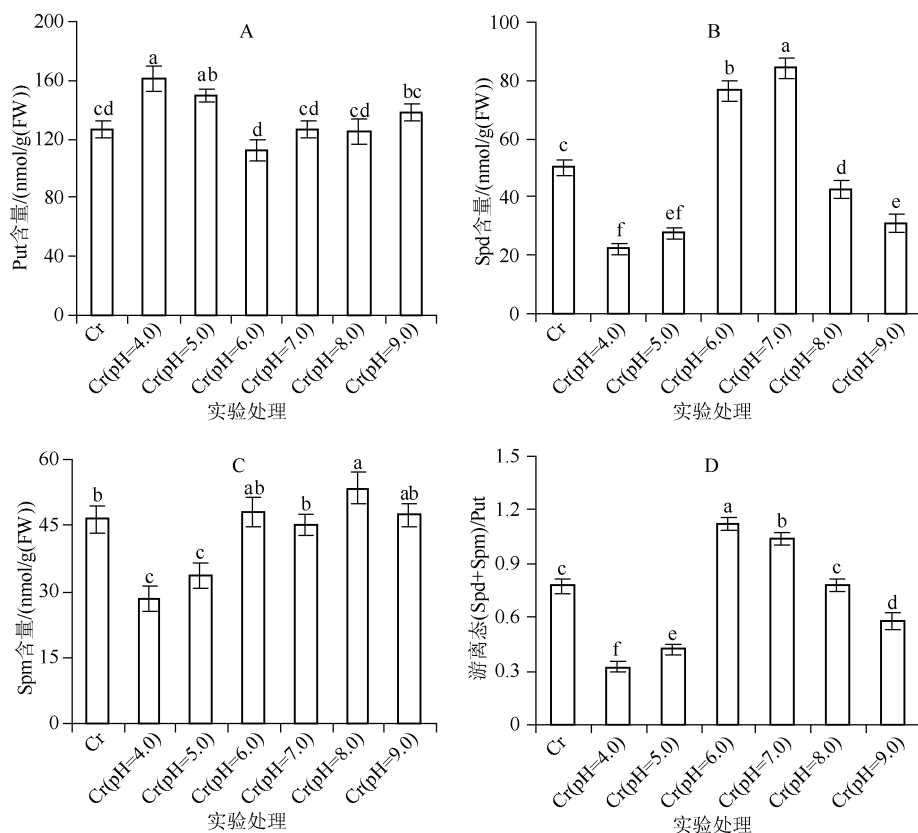 A
Put含量/(nmol/g(FW))
200
160
120
80
40
0
cd
a
ab
d
cd
cd
bc
Cr
Cr(pH=4.0)
Cr(pH=5.0)
Cr(pH=6.0)
Cr(pH=7.0)
Cr(pH=8.0)
Cr(pH=9.0)
实验处理
B
Spd含量/(nmol/g(FW))
100
80
60
40
20
0
c
f
ef
b
a
d
e
Cr
Cr(pH=4.0)
Cr(pH=5.0)
Cr(pH=6.0)
Cr(pH=7.0)
Cr(pH=8.0)
Cr(pH=9.0)
实验处理
C
Spm含量/(nmol/g(FW))
60
45
30
15
0
b
c
c
ab
b
a
ab
Cr
Cr(pH=4.0)
Cr(pH=5.0)
Cr(pH=6.0)
Cr(pH=7.0)
Cr(pH=8.0)
Cr(pH=9.0)
实验处理
D
游离态(Spd+Spm)/Put
1.5
1.2
0.9
0.6
0.3
0
c
f
e
a
b
c
d
Cr
Cr(pH=4.0)
Cr(pH=5.0)
Cr(pH=6.0)
Cr(pH=7.0)
Cr(pH=8.0)
Cr(pH=9.0)
实验处理